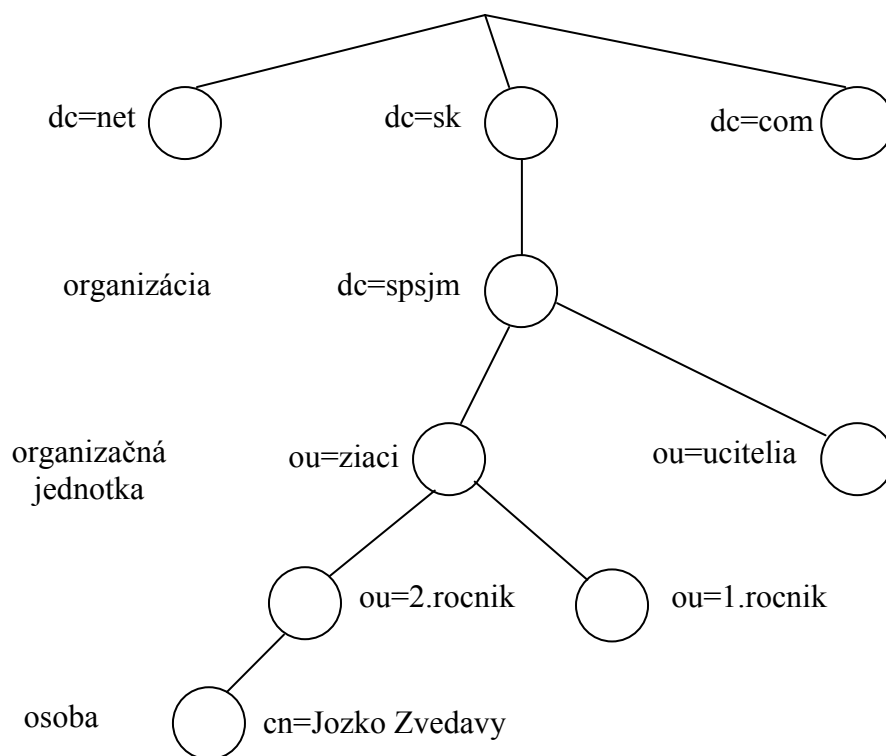 dc=net
dc=sk
dc=com
organizácia
dc=spsjm
organizačná
jednotka
ou=ziaci
ou=ucitelia
ou=2.rocnik
ou=1.rocnik
osoba
cn=Jozko Zvedavy